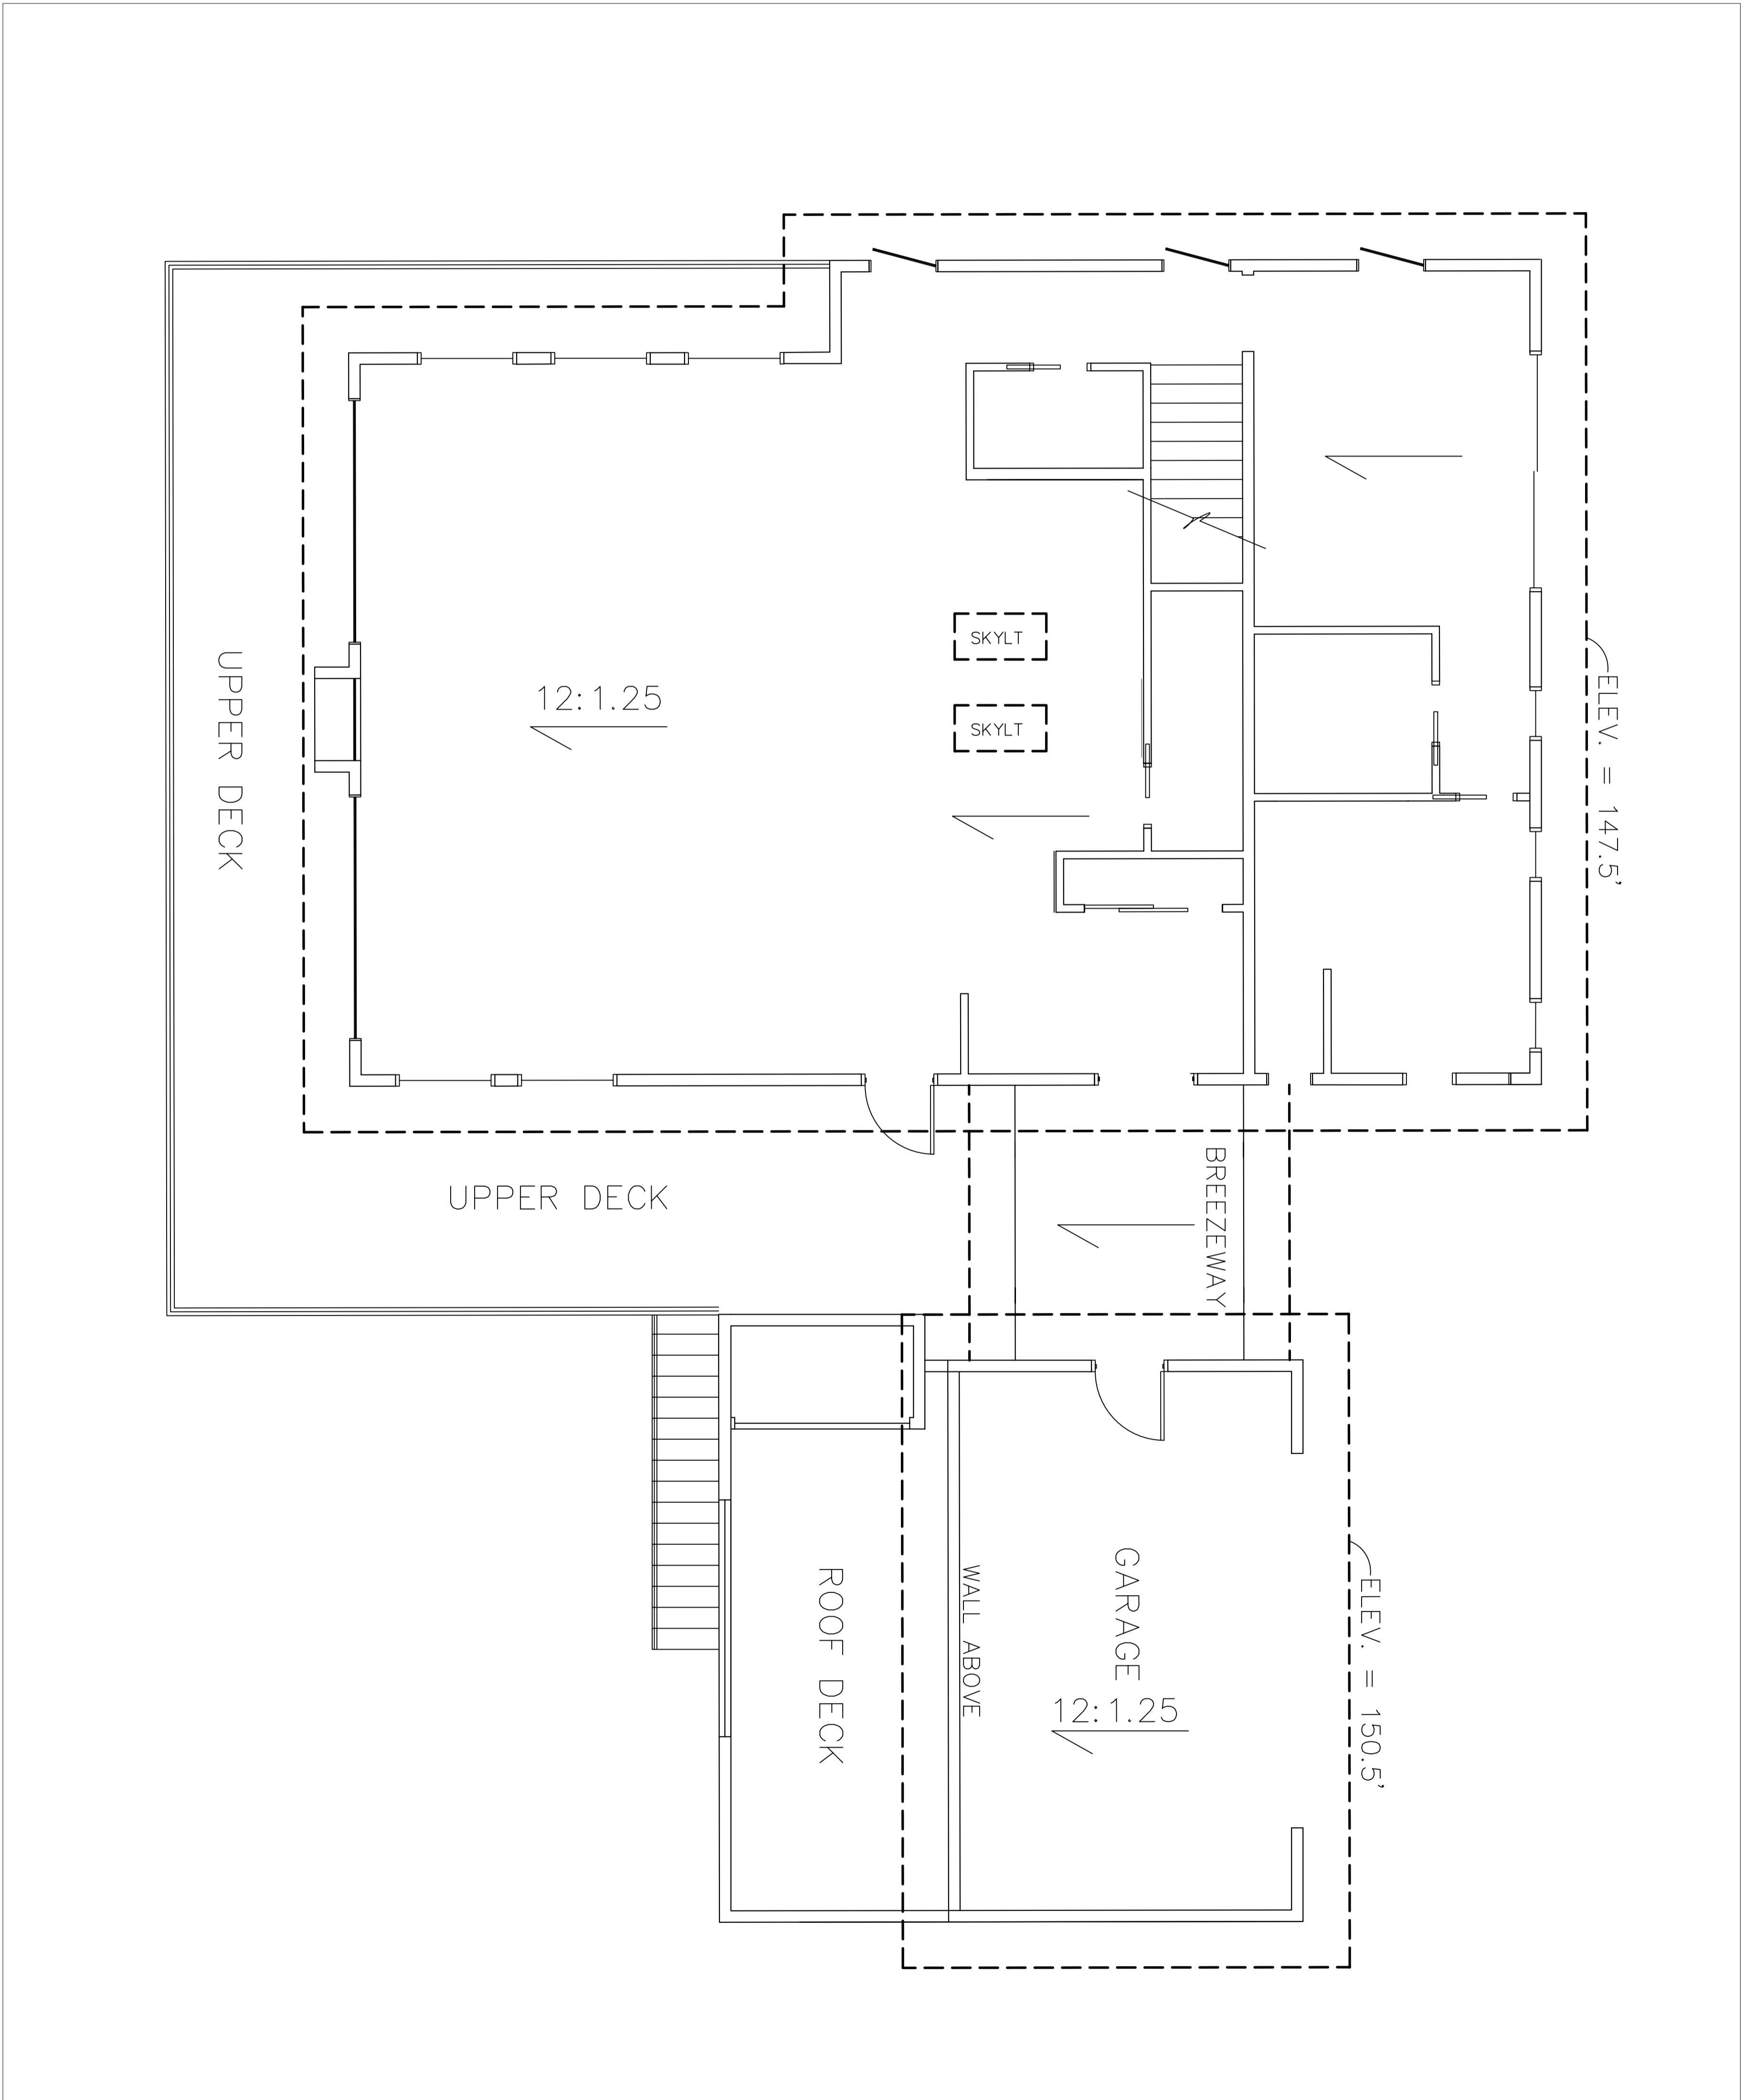 SKYLT
12:1.25
SKYLT
UPPER DECK
ELEV. = 147.5'
UPPER DECK
BREEZEWAY
ROOF DECK
WALL ABOVE
GARAGE
12:1.25
ELEV. = 150.5'